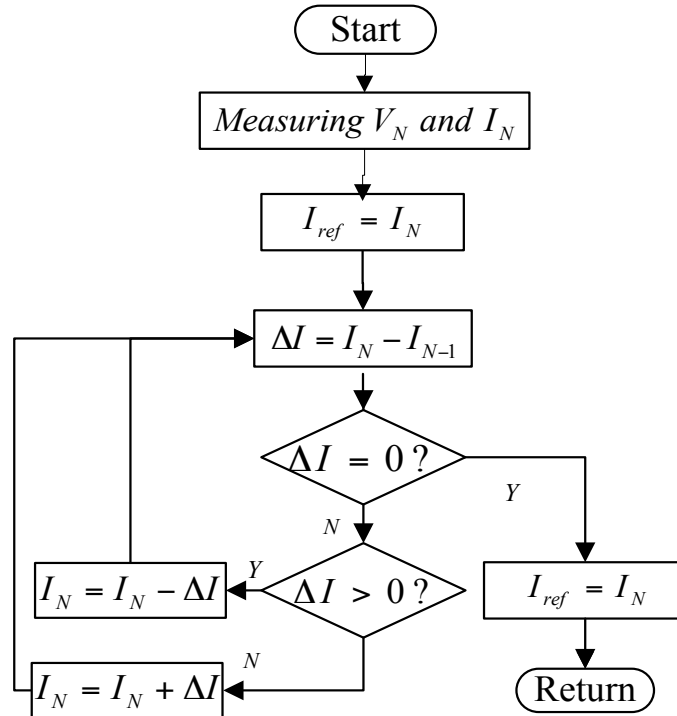 Start
Measuring V_N and I_N
I_ref = I_N
ΔI = I_N − I_{N−1}
ΔI = 0 ?
Y
N
ΔI > 0 ?
Y
I_N = I_N − ΔI
I_ref = I_N
N
I_N = I_N + ΔI
Return